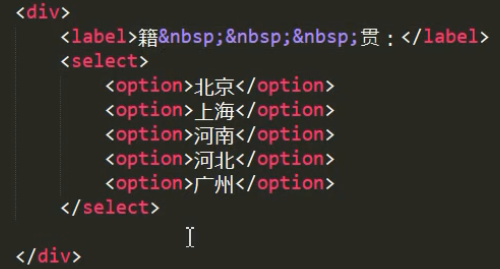 <div>
<label>籍&nbsp;&nbsp;&nbsp;贯：</label>
<select>
<option>北京</option>
<option>上海</option>
<option>河南</option>
<option>河北</option>
<option>广州</option>
</select>
</div>